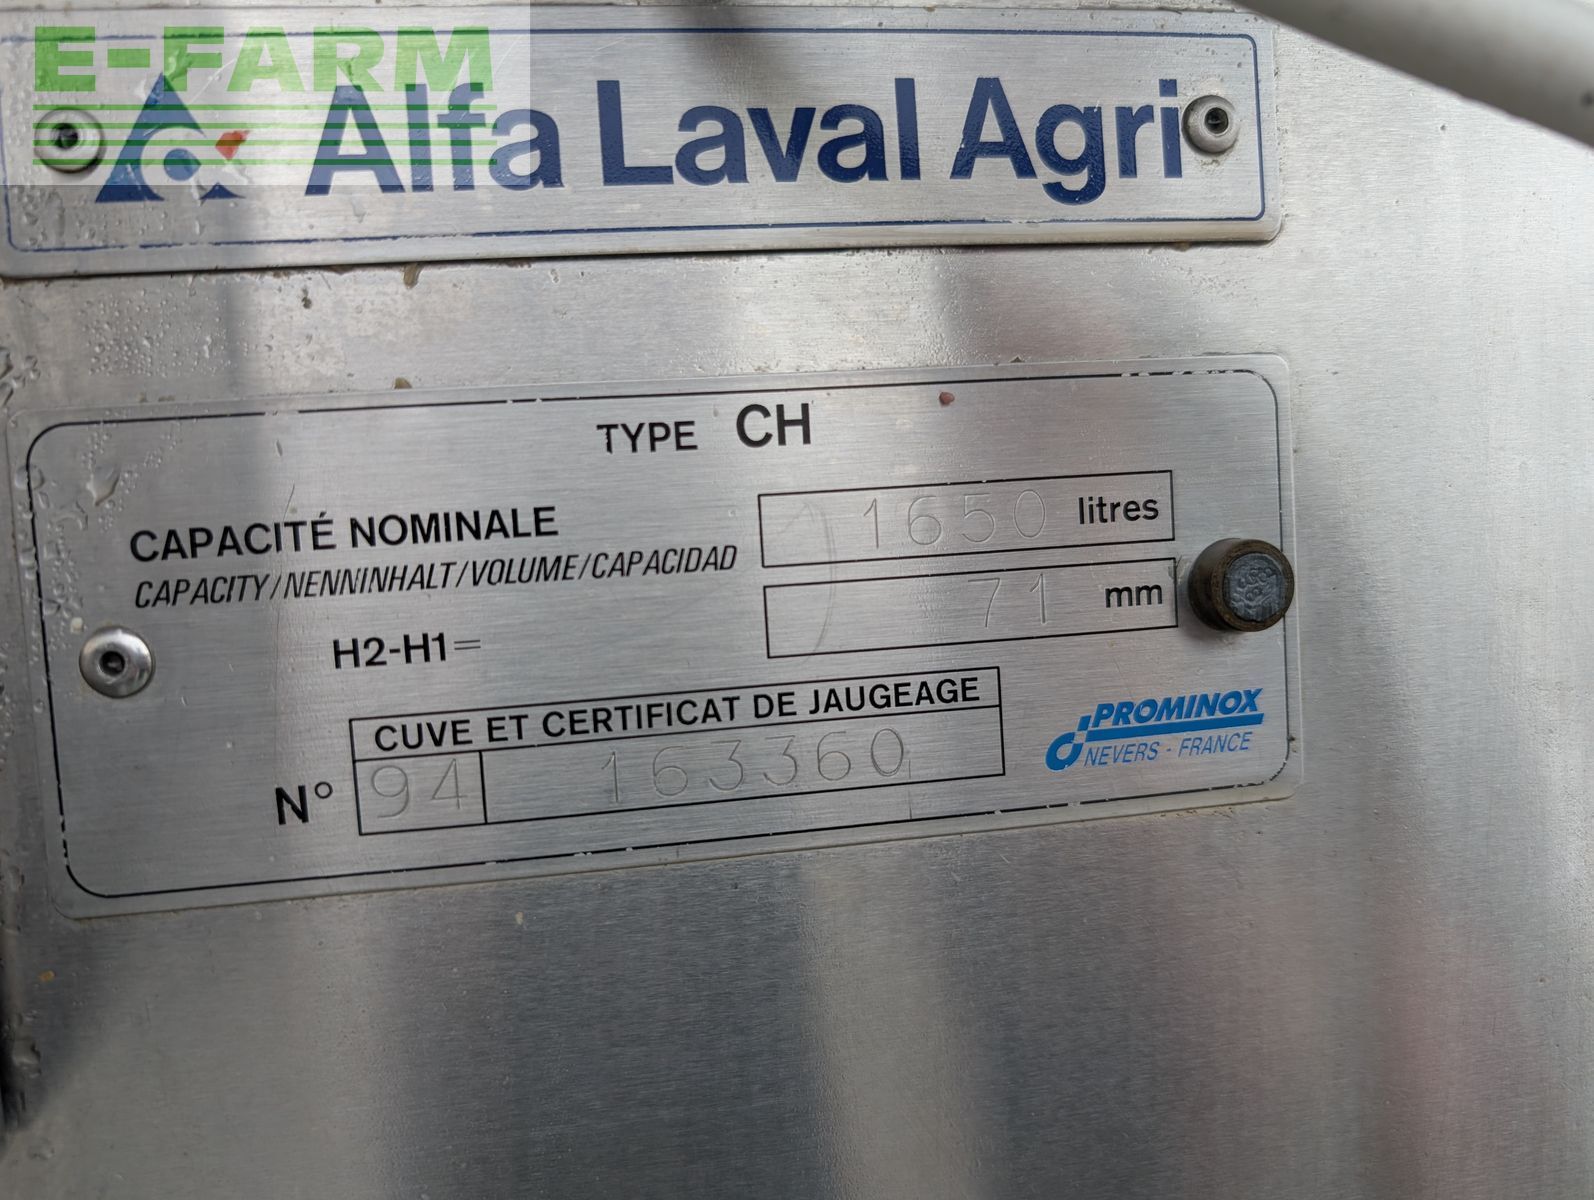 E-FARM
Alfa Laval Agri
TYPE CH
CAPACITÉ NOMINALE
1650 litres
CAPACITY/NENNINHALT/VOLUME/CAPACIDAD
H2-H1=
71 mm
CUVE ET CERTIFICAT DE JAUGEAGE
N° 94 163360
PROMINOX
NEVERS - FRANCE